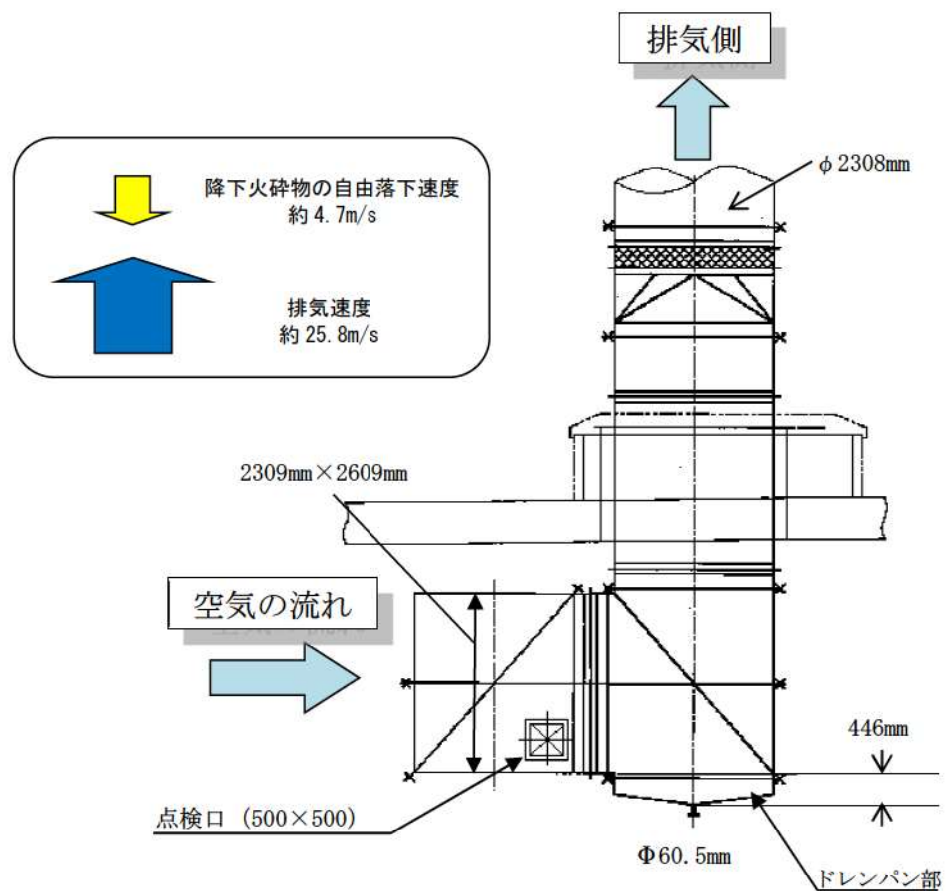 排気側
φ2308mm
降下火砕物の自由落下速度
約 4.7m/s
排気速度
約 25.8m/s
2309mm×2609mm
空気の流れ
446mm
点検口 (500×500)
Φ60.5mm
ドレンパン部